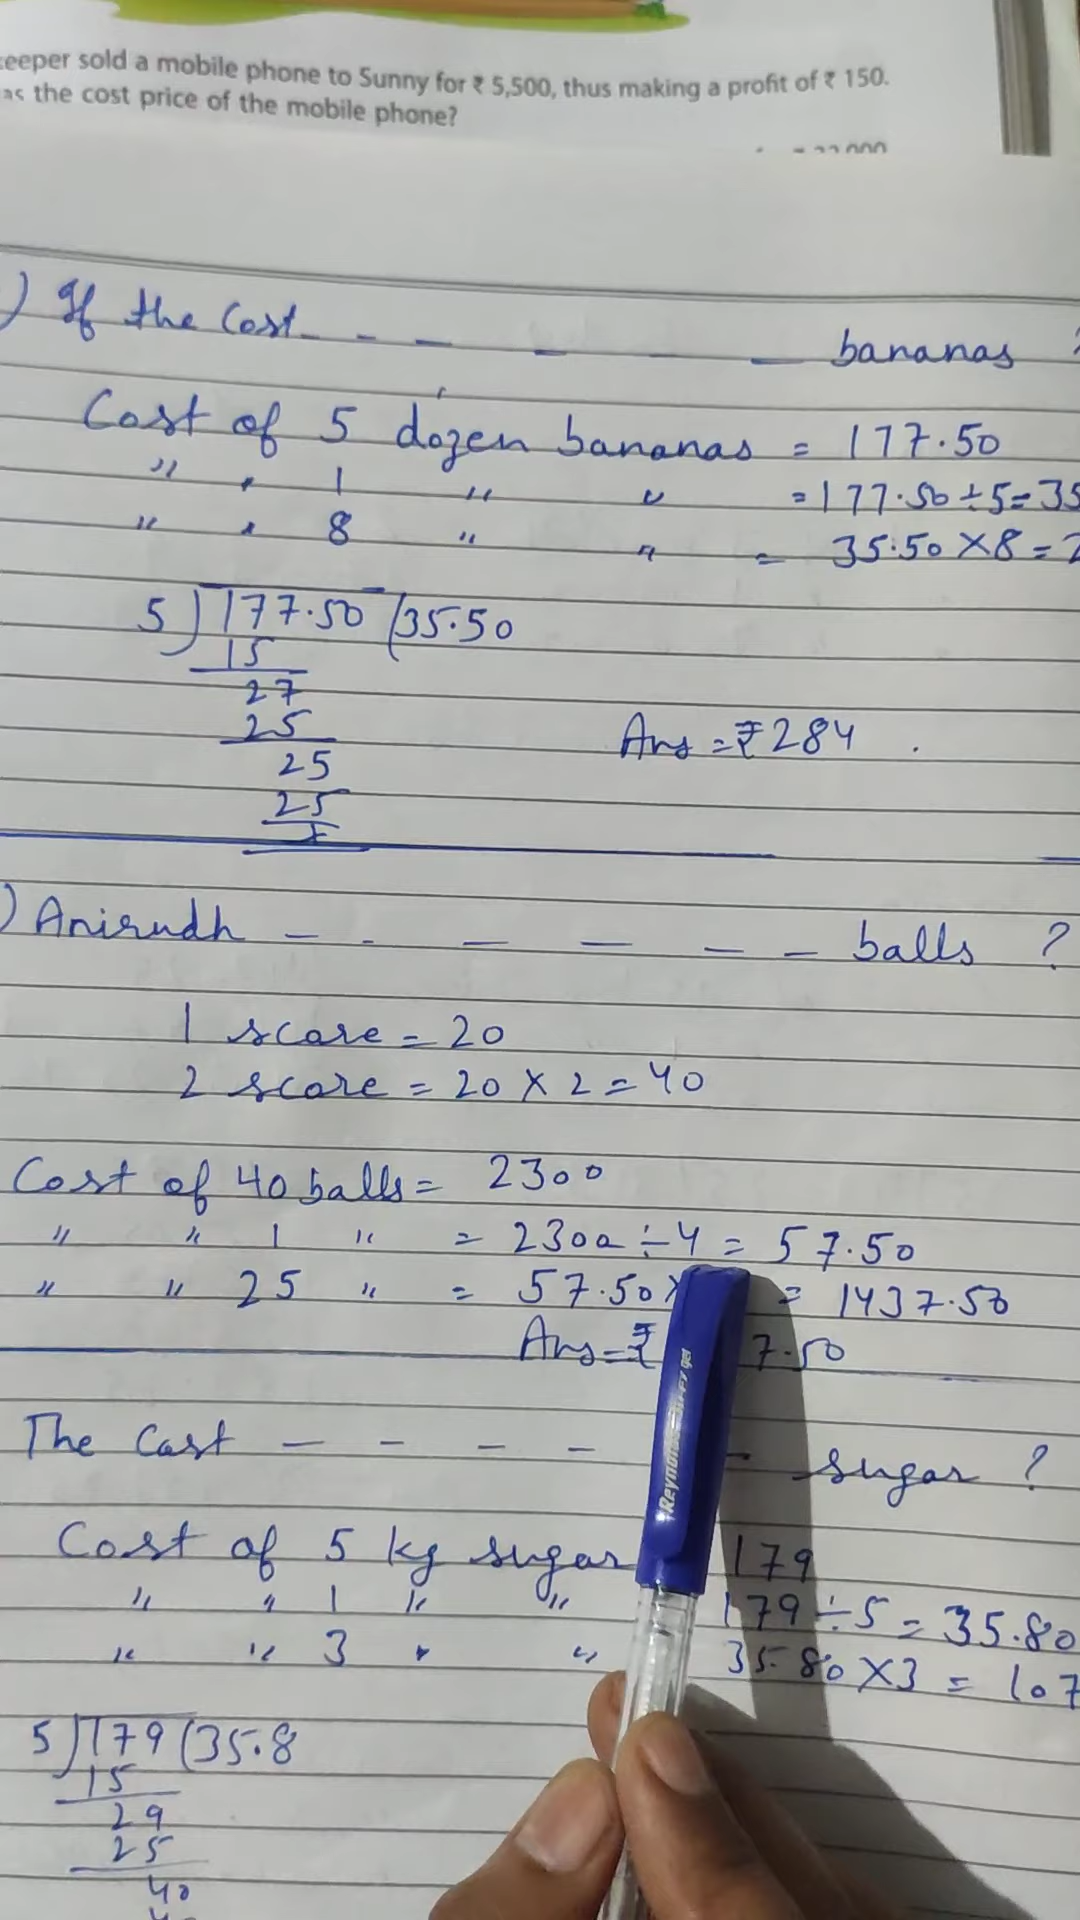 keeper sold a mobile phone to Sunny for ₹ 5,500, thus making a profit of ₹ 150.
as the cost price of the mobile phone?
) If the Cost - - - - - - bananas ?
Cost of 5 dozen bananas = 177.50
" " 1 " " = 177.50 ÷ 5 = 35
" " 8 " " = 35.50 × 8 = 2
5) 177.50 (35.50
15
27
25
25
25
Ans = ₹ 284 .
) Anirudh - - - - - - balls ?
1 score = 20
2 score = 20 × 2 = 40
Cost of 40 balls = 2300
" " 1 " = 2300 ÷ 4 = 57.50
" " 25 " = 57.50 × = 1437.50
Ans = ₹ 7.50
The Cost - - - - - sugar ?
Cost of 5 kg sugar 179
" " 1 " " 179 ÷ 5 = 35.80
" " 3 " " 35.80 × 3 = 107
5) 179 (35.8
15
29
25
40
Reynolds
gel